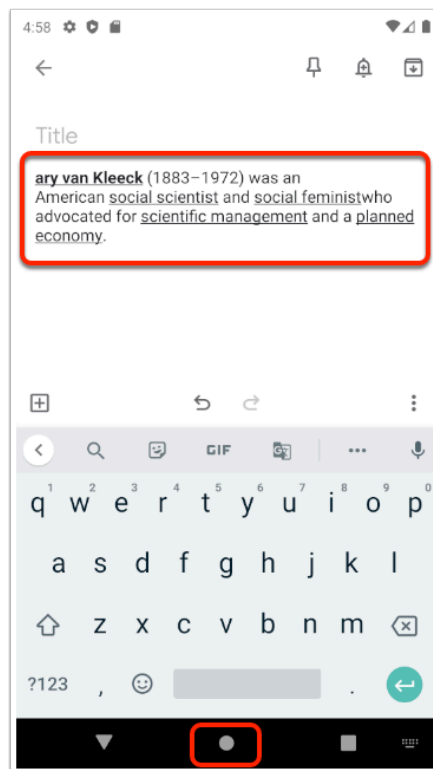 4:58
Title
ary van Kleeck (1883–1972) was an
American social scientist and social feministwho
advocated for scientific management and a planned
economy.
GIF
G
1 2 3 4 5 6 7 8 9 0
q w e r t y u i o p
a s d f g h j k l
z x c v b n m
?123 , .